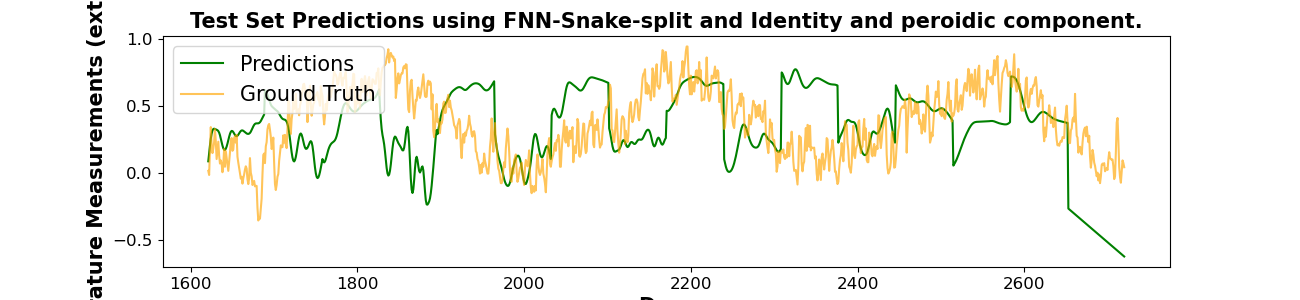 Test Set Predictions using FNN-Snake-split and Identity and peroidic component.
Predictions
Ground Truth
1.0
0.5
0.0
−0.5
1600 1800 2000 2200 2400 2600